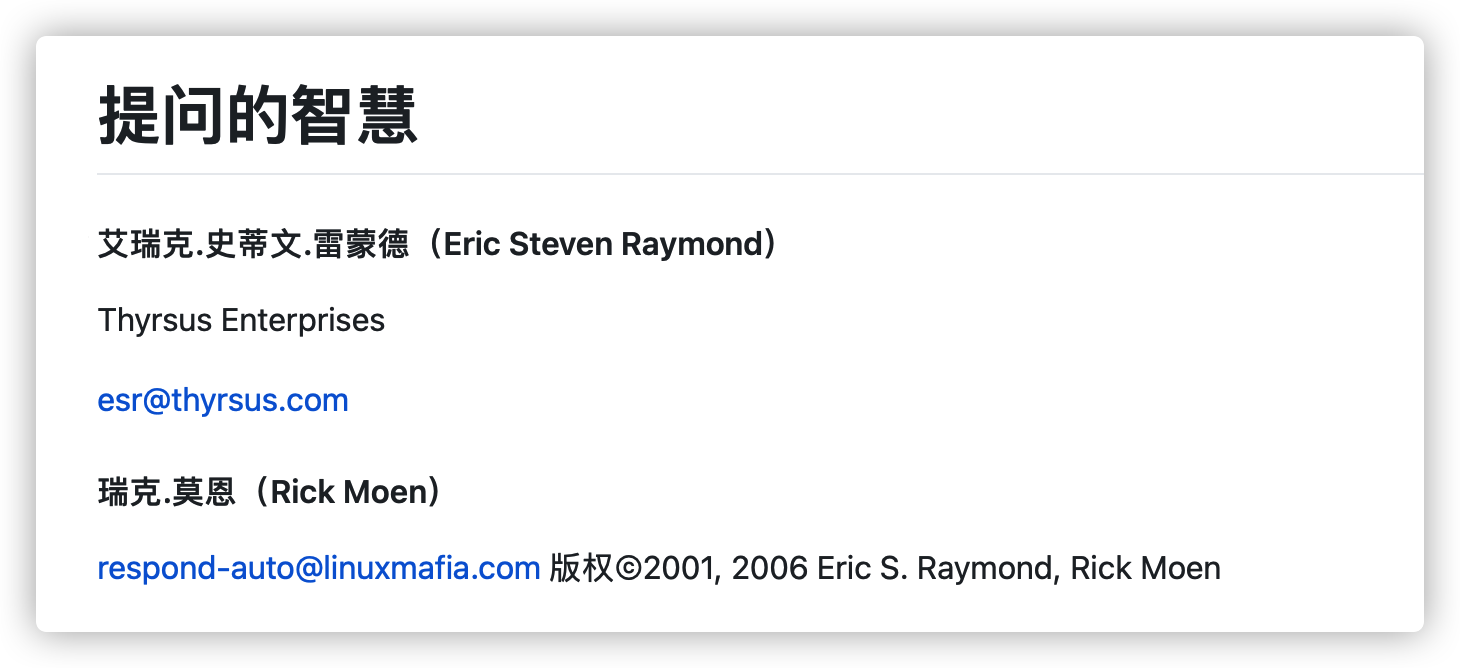 提问的智慧
艾瑞克.史蒂文.雷蒙德（Eric Steven Raymond）
Thyrsus Enterprises
esr@thyrsus.com
瑞克.莫恩（Rick Moen）
respond-auto@linuxmafia.com 版权©2001, 2006 Eric S. Raymond, Rick Moen